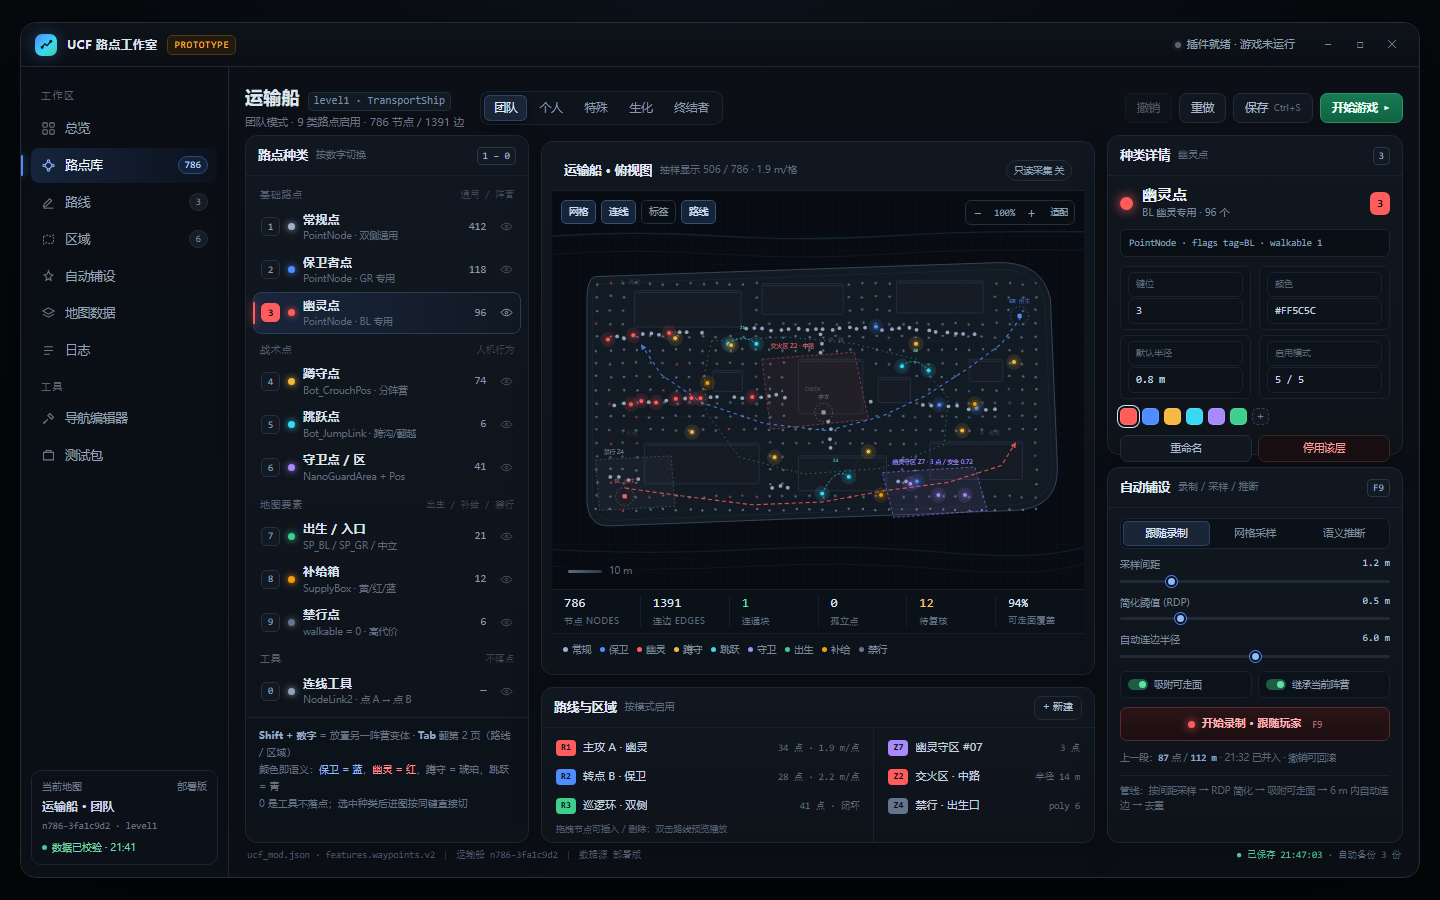 UCF 路点工作室 PROTOTYPE
插件就绪 · 游戏未运行
工作区
总览
路点库 786
路线 3
区域 6
自动铺设
地图数据
日志
工具
导航编辑器
测试包
当前地图 部署版
运输船 • 团队
n786-3fa1c9d2 · level1
数据已校验 · 21:41
运输船 level1 · TransportShip
团队模式 · 9 类路点启用 · 786 节点 / 1391 边
团队 个人 特殊 生化 终结者
撤销 重做 保存 Ctrl+S 开始游戏 ▸
路点种类 按数字切换 1 – 0
基础路点 通用 / 阵营
1 常规点 412
PointNode · 双侧通用
2 保卫者点 118
PointNode · GR 专用
3 幽灵点 96
PointNode · BL 专用
战术点 人机行为
4 蹲守点 74
Bot_CrouchPos · 分阵营
5 跳跃点 6
Bot_JumpLink · 跨沟/翻越
6 守卫点 / 区 41
NanoGuardArea + Pos
地图要素 出生 / 补给 / 禁行
7 出生 / 入口 21
SP_BL / SP_GR / 中立
8 补给箱 12
SupplyBox · 黄/红/蓝
9 禁行点 6
walkable = 0 · 高代价
工具 不落点
0 连线工具 —
NodeLink2 · 点 A ↔ 点 B
Shift + 数字 = 放置另一阵营变体 · Tab 翻第 2 页（路线
/ 区域）
颜色即语义：保卫 = 蓝，幽灵 = 红，蹲守 = 琥珀，跳跃
= 青
0 是工具不落点；选中种类后进图按同键直接切
运输船 • 俯视图 抽样显示 506 / 786 · 1.9 m/格 只读采集 关
网格 连线 标签 路线
− 100% + 适配
GR 出生
交火区 Z2 · 中路
CABIN
中立
禁行 Z4
幽灵守区 Z7 · 3 点 / 安全 0.72
10 m
786 1391 1 0 12 94%
节点 NODES 连边 EDGES 连通块 孤立点 待复核 可走面覆盖
常规 保卫 幽灵 蹲守 跳跃 守卫 出生 补给 禁行
路线与区域 按模式启用 + 新建
R1 主攻 A · 幽灵 34 点 · 1.9 m/点
R2 转点 B · 保卫 28 点 · 2.2 m/点
R3 巡逻环 · 双侧 41 点 · 闭环
拖拽节点可插入 / 删除；双击路线预览播放
Z7 幽灵守区 #07 3 点
Z2 交火区 · 中路 半径 14 m
Z4 禁行 · 出生口 poly 6
种类详情 幽灵点 3
幽灵点 3
BL 幽灵专用 · 96 个
PointNode · flags tag=BL · walkable 1
键位 颜色
3 #FF5C5C
默认半径 启用模式
0.8 m 5 / 5
+
重命名 停用该层
自动铺设 录制 / 采样 / 推断 F9
跟随录制 网格采样 语义推断
采样间距 1.2 m
简化阈值 (RDP) 0.5 m
自动连边半径 6.0 m
吸附可走面 继承当前阵营
开始录制 • 跟随玩家 F9
上一段：87 点 / 112 m · 21:32 已并入 · 撤销可回滚
管线：按间距采样 → RDP 简化 → 吸附可走面 → 6 m 内自动连
边 → 去重
ucf_mod.json · features.waypoints.v2 | 运输船 n786-3fa1c9d2 | 数据源 部署版
已保存 21:47:03 · 自动备份 3 份